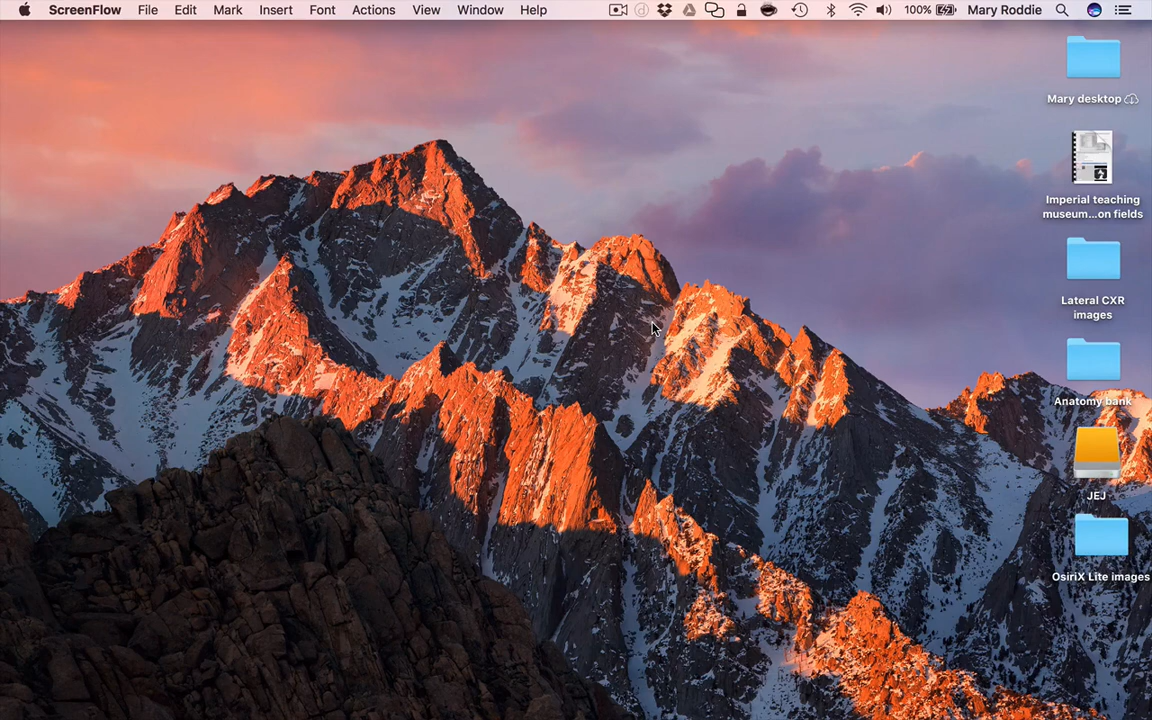 ScreenFlow File Edit Mark Insert Font Actions View Window Help 100% Mary Roddie
Mary desktop
Imperial teaching
museum...on fields
Lateral CXR
images
Anatomy bank
JEJ
OsiriX Lite images